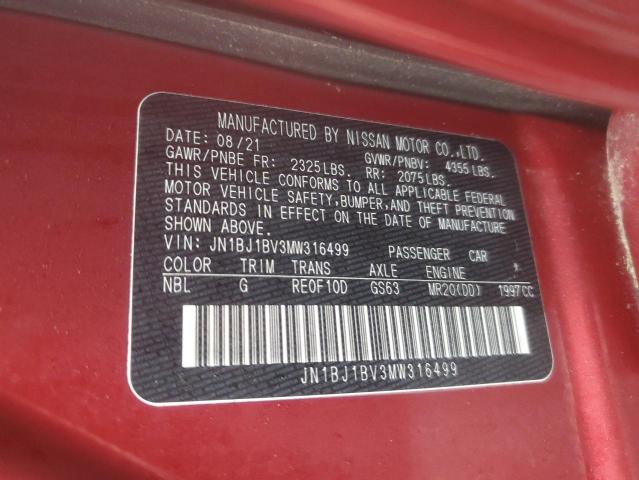 MANUFACTURED BY NISSAN MOTOR CO.,LTD.
DATE: 08/21 GVWR/PNBV: 4355 LBS.
GAWR/PNBE FR: 2325LBS. RR: 2075LBS.
THIS VEHICLE CONFORMS TO ALL APPLICABLE FEDERAL
MOTOR VEHICLE SAFETY,BUMPER,AND THEFT PREVENTION
STANDARDS IN EFFECT ON THE DATE OF MANUFACTURE
SHOWN ABOVE.
VIN: JN1BJ1BV3MW316499 PASSENGER CAR
COLOR TRIM TRANS AXLE ENGINE
NBL G RE0F10D GS63 MR20(DD) 1997CC
JN1BJ1BV3MW316499